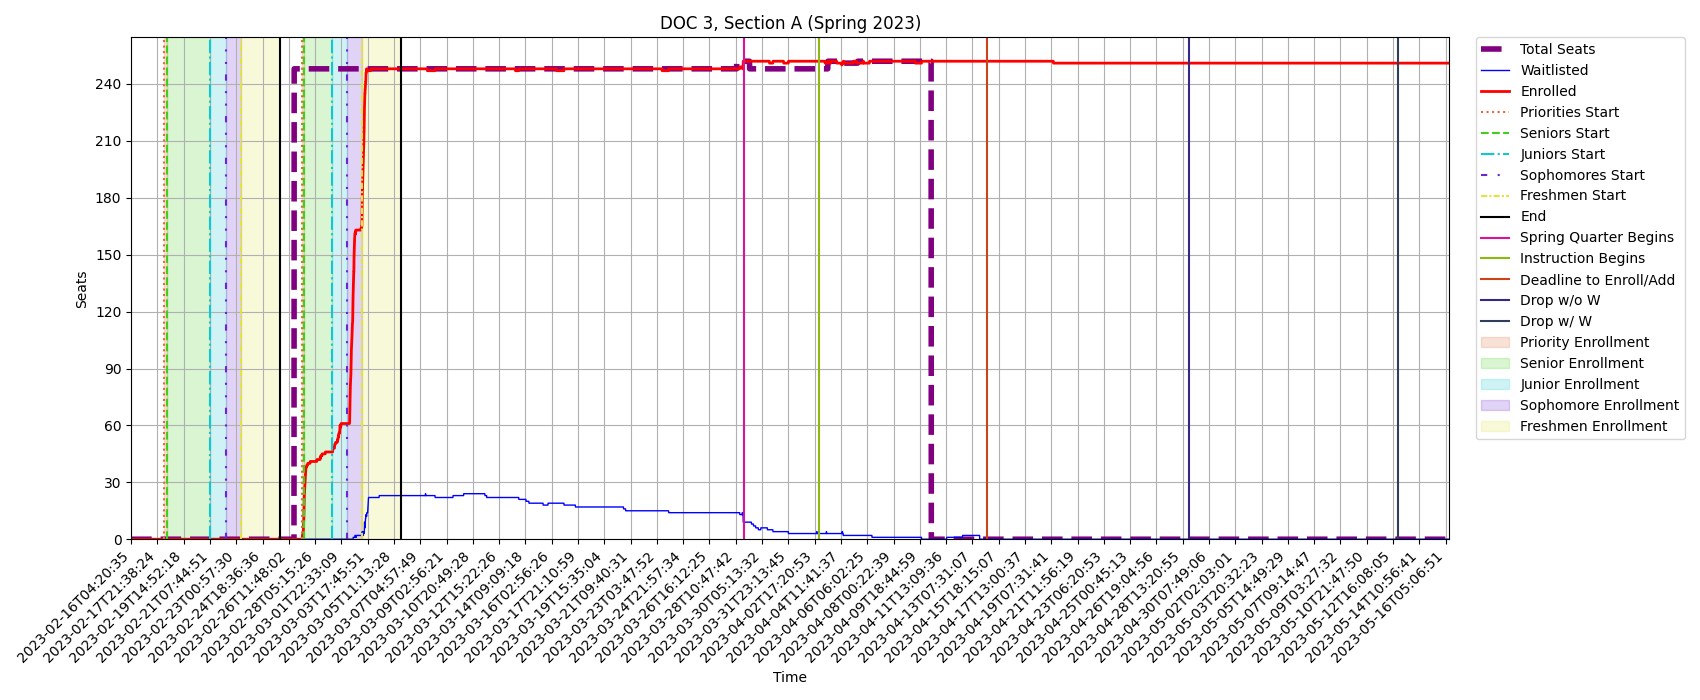 DOC 3, Section A (Spring 2023)
Seats
240
210
180
150
120
90
60
30
0
2023-02-16T04:20:35
2023-02-17T21:38:24
2023-02-19T14:52:18
2023-02-21T07:44:51
2023-02-23T00:57:30
2023-02-24T18:36:36
2023-02-26T11:48:02
2023-02-28T05:15:26
2023-03-01T22:33:09
2023-03-03T17:45:51
2023-03-05T11:13:28
2023-03-07T04:57:49
2023-03-09T02:56:21
2023-03-10T20:49:28
2023-03-12T15:22:26
2023-03-14T09:09:18
2023-03-16T02:56:26
2023-03-17T21:10:59
2023-03-19T15:35:04
2023-03-21T09:40:31
2023-03-23T03:47:52
2023-03-24T21:57:34
2023-03-26T16:12:25
2023-03-28T10:47:42
2023-03-30T05:13:32
2023-03-31T23:13:45
2023-04-02T17:20:53
2023-04-04T11:41:37
2023-04-06T06:02:25
2023-04-08T00:22:39
2023-04-09T18:44:59
2023-04-11T13:09:36
2023-04-13T07:31:07
2023-04-15T18:15:07
2023-04-17T13:00:37
2023-04-19T07:31:41
2023-04-21T11:56:19
2023-04-23T06:20:53
2023-04-25T00:45:13
2023-04-26T19:04:56
2023-04-28T13:20:55
2023-04-30T07:49:06
2023-05-02T02:03:01
2023-05-03T20:32:23
2023-05-05T14:49:29
2023-05-07T09:14:47
2023-05-09T03:27:32
2023-05-10T21:47:50
2023-05-12T16:08:05
2023-05-14T10:56:41
2023-05-16T05:06:51
Time
Total Seats
Waitlisted
Enrolled
Priorities Start
Seniors Start
Juniors Start
Sophomores Start
Freshmen Start
End
Spring Quarter Begins
Instruction Begins
Deadline to Enroll/Add
Drop w/o W
Drop w/ W
Priority Enrollment
Senior Enrollment
Junior Enrollment
Sophomore Enrollment
Freshmen Enrollment